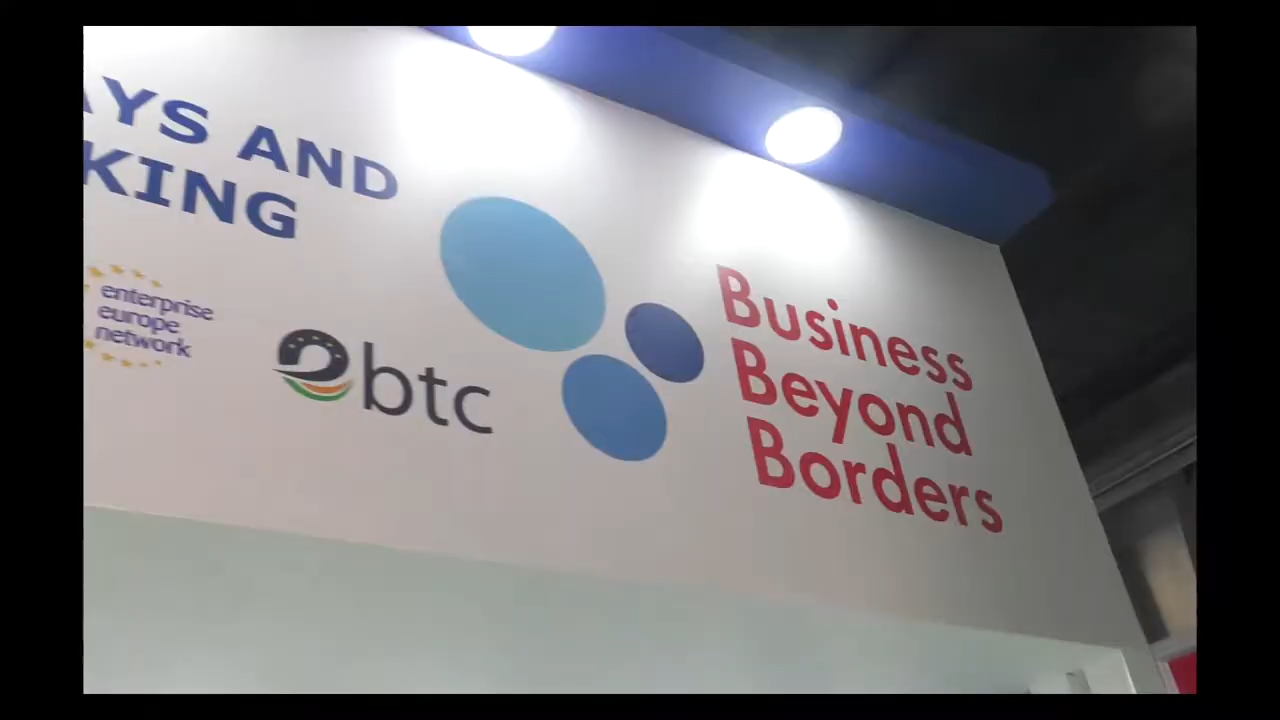 AYS AND
KING
enterprise
europe
network
btc
Business
Beyond
Borders